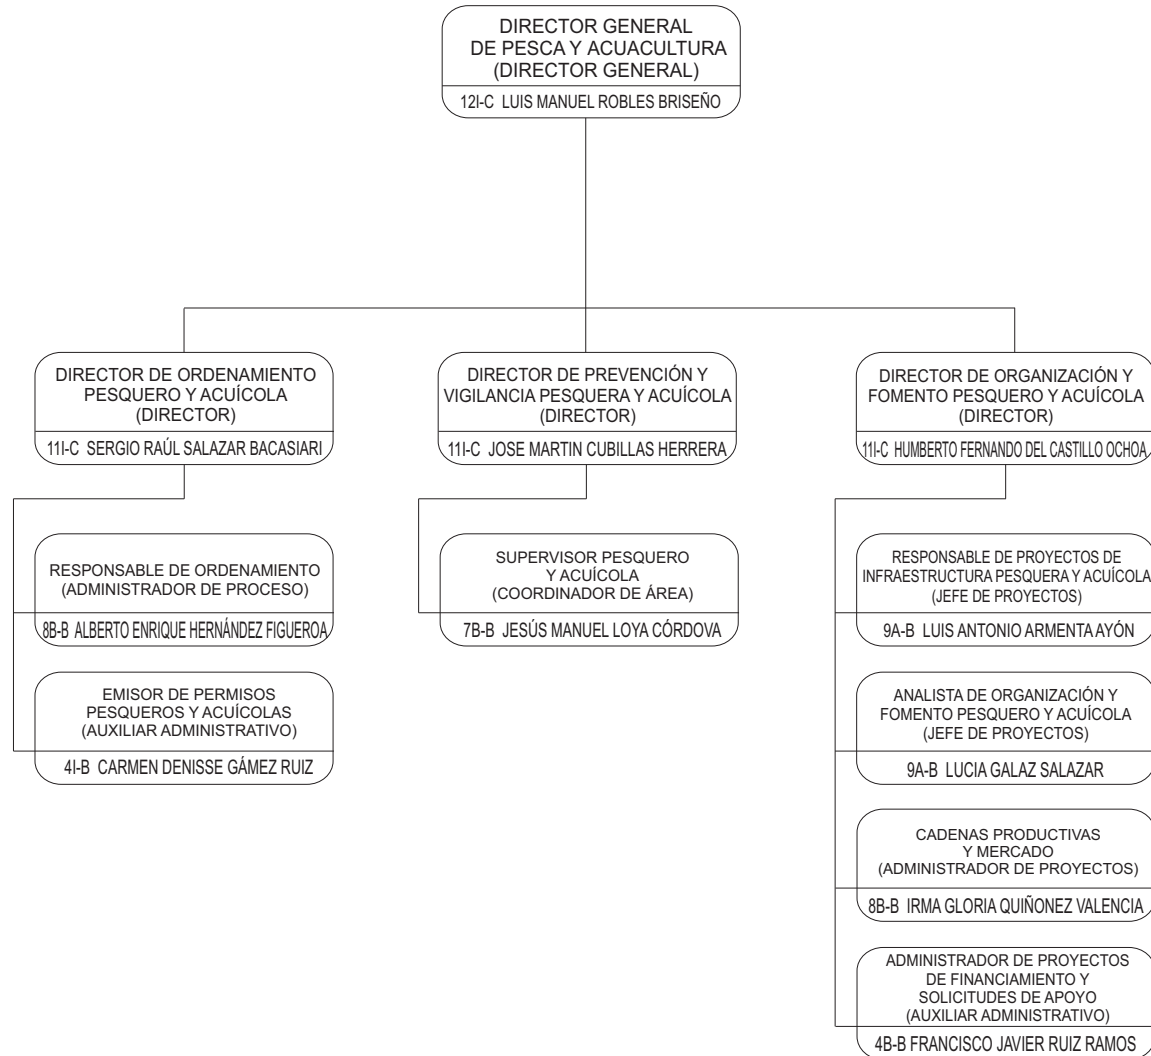 DIRECTOR GENERAL
DE PESCA Y ACUACULTURA
(DIRECTOR GENERAL)
12I-C LUIS MANUEL ROBLES BRISEÑO
DIRECTOR DE ORDENAMIENTO
PESQUERO Y ACUÍCOLA
(DIRECTOR)
11I-C SERGIO RAÚL SALAZAR BACASIARI
RESPONSABLE DE ORDENAMIENTO
(ADMINISTRADOR DE PROCESO)
8B-B ALBERTO ENRIQUE HERNÁNDEZ FIGUEROA
EMISOR DE PERMISOS
PESQUEROS Y ACUÍCOLAS
(AUXILIAR ADMINISTRATIVO)
4I-B CARMEN DENISSE GÁMEZ RUIZ
DIRECTOR DE PREVENCIÓN Y
VIGILANCIA PESQUERA Y ACUÍCOLA
(DIRECTOR)
11I-C JOSE MARTIN CUBILLAS HERRERA
SUPERVISOR PESQUERO
Y ACUÍCOLA
(COORDINADOR DE ÁREA)
7B-B JESÚS MANUEL LOYA CÓRDOVA
DIRECTOR DE ORGANIZACIÓN Y
FOMENTO PESQUERO Y ACUÍCOLA
(DIRECTOR)
11I-C HUMBERTO FERNANDO DEL CASTILLO OCHOA
RESPONSABLE DE PROYECTOS DE
INFRAESTRUCTURA PESQUERA Y ACUÍCOLA
(JEFE DE PROYECTOS)
9A-B LUIS ANTONIO ARMENTA AYÓN
ANALISTA DE ORGANIZACIÓN Y
FOMENTO PESQUERO Y ACUÍCOLA
(JEFE DE PROYECTOS)
9A-B LUCIA GALAZ SALAZAR
CADENAS PRODUCTIVAS
Y MERCADO
(ADMINISTRADOR DE PROYECTOS)
8B-B IRMA GLORIA QUIÑONEZ VALENCIA
ADMINISTRADOR DE PROYECTOS
DE FINANCIAMIENTO Y
SOLICITUDES DE APOYO
(AUXILIAR ADMINISTRATIVO)
4B-B FRANCISCO JAVIER RUIZ RAMOS